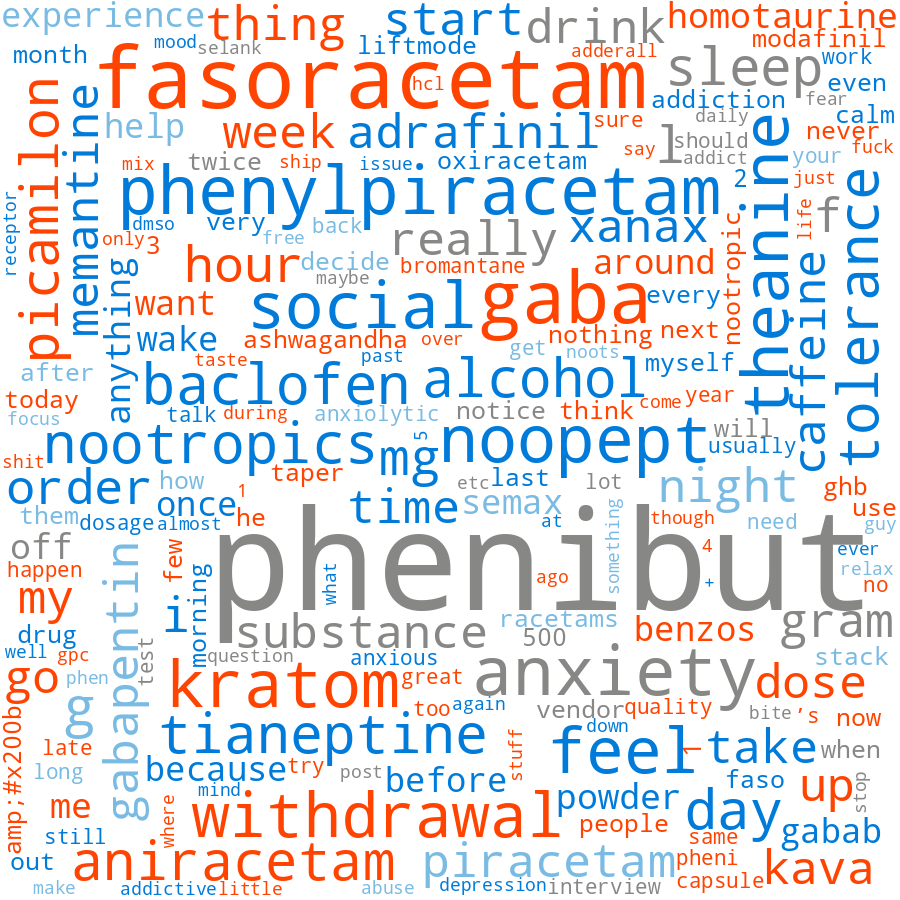 experience
thing
start
drink
homotaurine
month
mood
selank
liftmode
adderall
modafinil
fasoracetam
hcl
sleep
work
even
picamilon
memantine
help
week
adrafinil
sure
addiction
fear
daily
calm
never
twice
mix
ship
issue
oxiracetam
say
l
should
addict
your
fuck
theanine
phenylpiracetam
2
just
tolerance
receptor
dmso
very
back
free
xanax
f
life
only
3
really
nootropic
hour
decide
maybe
bromantane
around
caffeine
anything
want
social
gaba
every
wake
ashwagandha
over
nothing
next
after
taste
past
get
noots
myself
today
baclofen
alcohol
come
year
focus
talk
during
anxiolytic
notice
think
will
nootropics
5
noopept
usually
shit
mg
taper
order
how
etc
last
lot
night
ghb
once
time
semax
use
them
dosage
almost
1
he
at
something
though
need
guy
off
few
phenibut
4
ever
happen
gabapentin
morning
what
ago
+
relax
no
my
i
racetams
gram
drug
test
substance
500
benzos
well
gpc
question
anxious
anxiety
stack
go
phen
kratom
great
dose
g
too
again
vendor
quality
bite
's
now
amp;#x200b
late
tiananeptine
down
feel
1
take
when
long
because
try
post
stuff
before
faso
up
stop
me
where
mind
withdrawal
powder
day
gabab
still
people
same
out
aniracetam
piracetam
pheni
kava
make
addictive
little
abuse
depression
interview
capsule